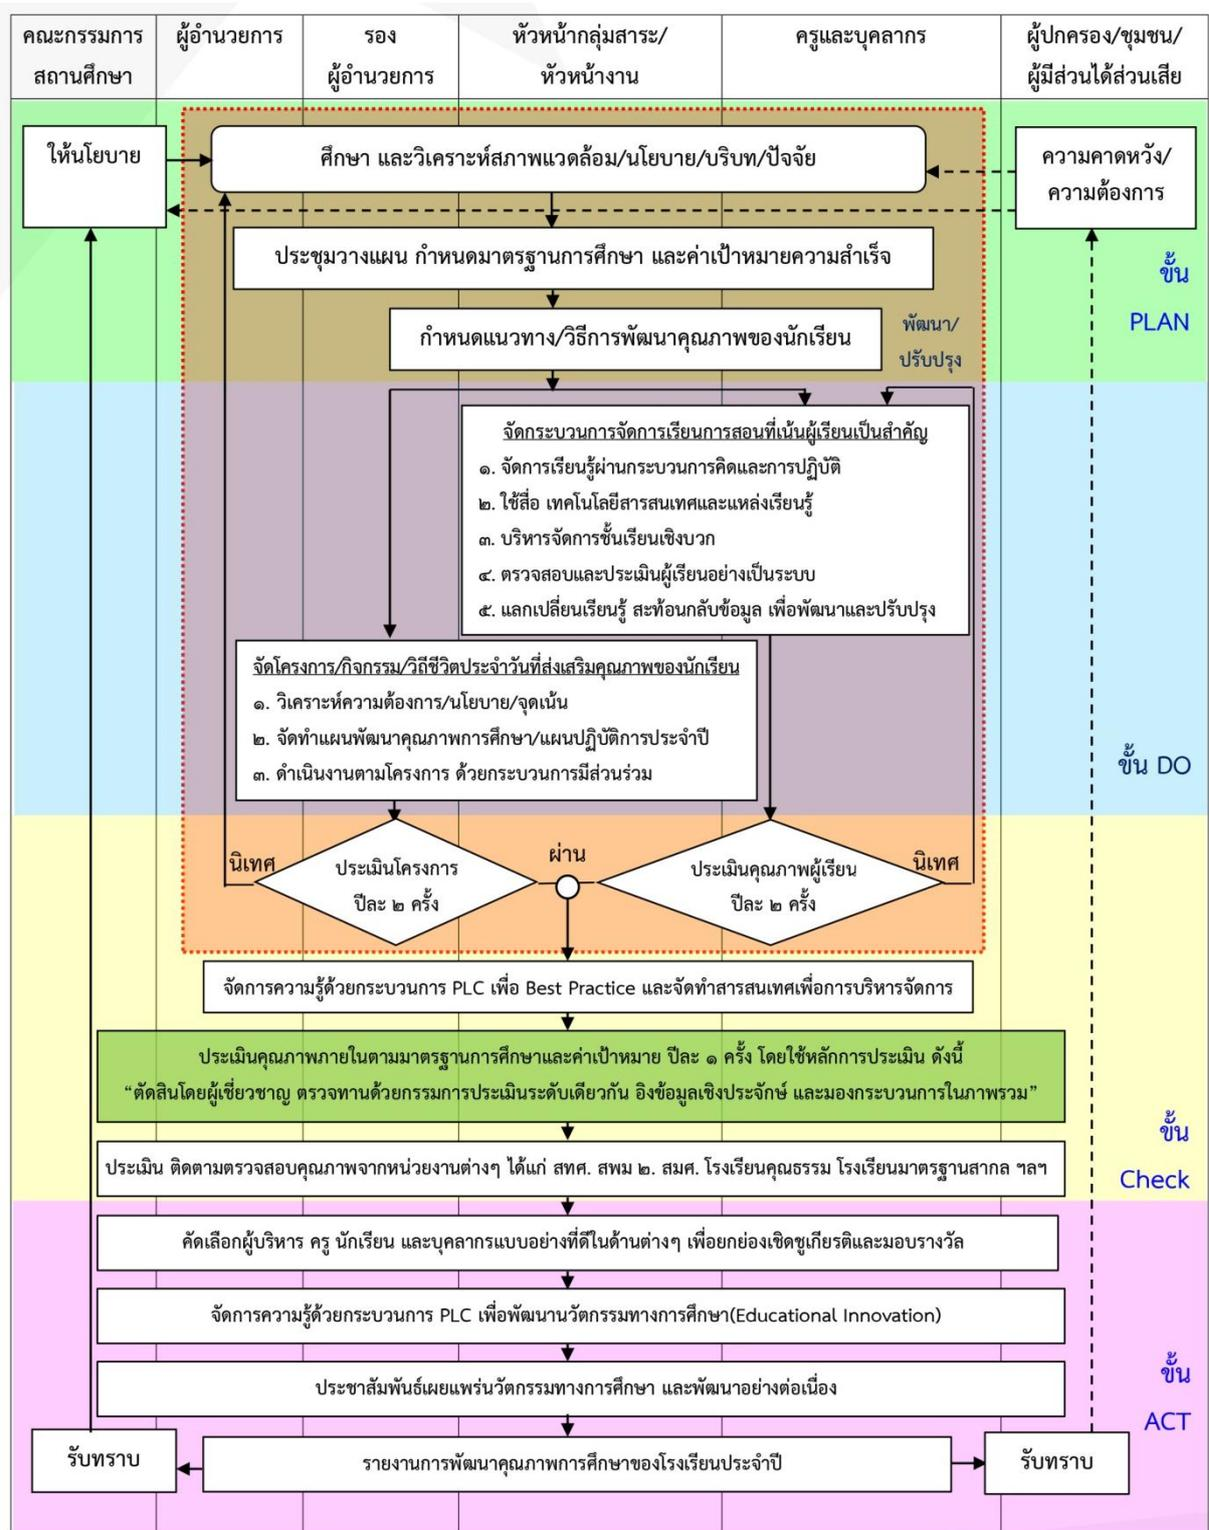 คณะกรรมการ
สถานศึกษา
ผู้อำนวยการ
รอง
ผู้อำนวยการ
หัวหน้ากลุ่มสาระ/
หัวหน้างาน
ครูและบุคลากร
ผู้ปกครอง/ชุมชน/
ผู้มีส่วนได้ส่วนเสีย
ให้นโยบาย
ศึกษา และวิเคราะห์สภาพแวดล้อม/นโยบาย/บริบท/ปัจจัย
ความคาดหวัง/
ความต้องการ
ประชุมวางแผน กำหนดมาตรฐานการศึกษา และค่าเป้าหมายความสำเร็จ
ขั้น
PLAN
กำหนดแนวทาง/วิธีการพัฒนาคุณภาพของนักเรียน
พัฒนา/
ปรับปรุง
จัดกระบวนการจัดการเรียนการสอนที่เน้นผู้เรียนเป็นสำคัญ
๑. จัดการเรียนรู้ผ่านกระบวนการคิดและการปฏิบัติ
๒. ใช้สื่อ เทคโนโลยีสารสนเทศและแหล่งเรียนรู้
๓. บริหารจัดการชั้นเรียนเชิงบวก
๔. ตรวจสอบและประเมินผู้เรียนอย่างเป็นระบบ
๕. แลกเปลี่ยนเรียนรู้ สะท้อนกลับข้อมูล เพื่อพัฒนาและปรับปรุง
จัดโครงการ/กิจกรรม/วิถีชีวิตประจำวันที่ส่งเสริมคุณภาพของนักเรียน
๑. วิเคราะห์ความต้องการ/นโยบาย/จุดเน้น
๒. จัดทำแผนพัฒนาคุณภาพการศึกษา/แผนปฏิบัติการประจำปี
๓. ดำเนินงานตามโครงการ ด้วยกระบวนการมีส่วนร่วม
ขั้น DO
นิเทศ
ประเมินโครงการ
ปีละ ๒ ครั้ง
ผ่าน
ประเมินคุณภาพผู้เรียน
ปีละ ๒ ครั้ง
นิเทศ
จัดการความรู้ด้วยกระบวนการ PLC เพื่อ Best Practice และจัดทำสารสนเทศเพื่อการบริหารจัดการ
ประเมินคุณภาพภายในตามมาตรฐานการศึกษาและค่าเป้าหมาย ปีละ ๑ ครั้ง โดยใช้หลักการประเมิน ดังนี้
“ตัดสินโดยผู้เชี่ยวชาญ ตรวจทานด้วยกรรมการประเมินระดับเดียวกัน อิงข้อมูลเชิงประจักษ์ และมองกระบวนการในภาพรวม”
ขั้น
Check
ประเมิน ติดตามตรวจสอบคุณภาพจากหน่วยงานต่างๆ ได้แก่ สทศ. สพม ๒. สมศ. โรงเรียนคุณธรรม โรงเรียนมาตรฐานสากล ฯลฯ
คัดเลือกผู้บริหาร ครู นักเรียน และบุคลากรแบบอย่างที่ดีในด้านต่างๆ เพื่อยกย่องเชิดชูเกียรติและมอบรางวัล
จัดการความรู้ด้วยกระบวนการ PLC เพื่อพัฒนานวัตกรรมทางการศึกษา(Educational Innovation)
ประชาสัมพันธ์เผยแพร่นวัตกรรมทางการศึกษา และพัฒนาอย่างต่อเนื่อง
ขั้น
ACT
รับทราบ
รายงานการพัฒนาคุณภาพการศึกษาของโรงเรียนประจำปี
รับทราบ